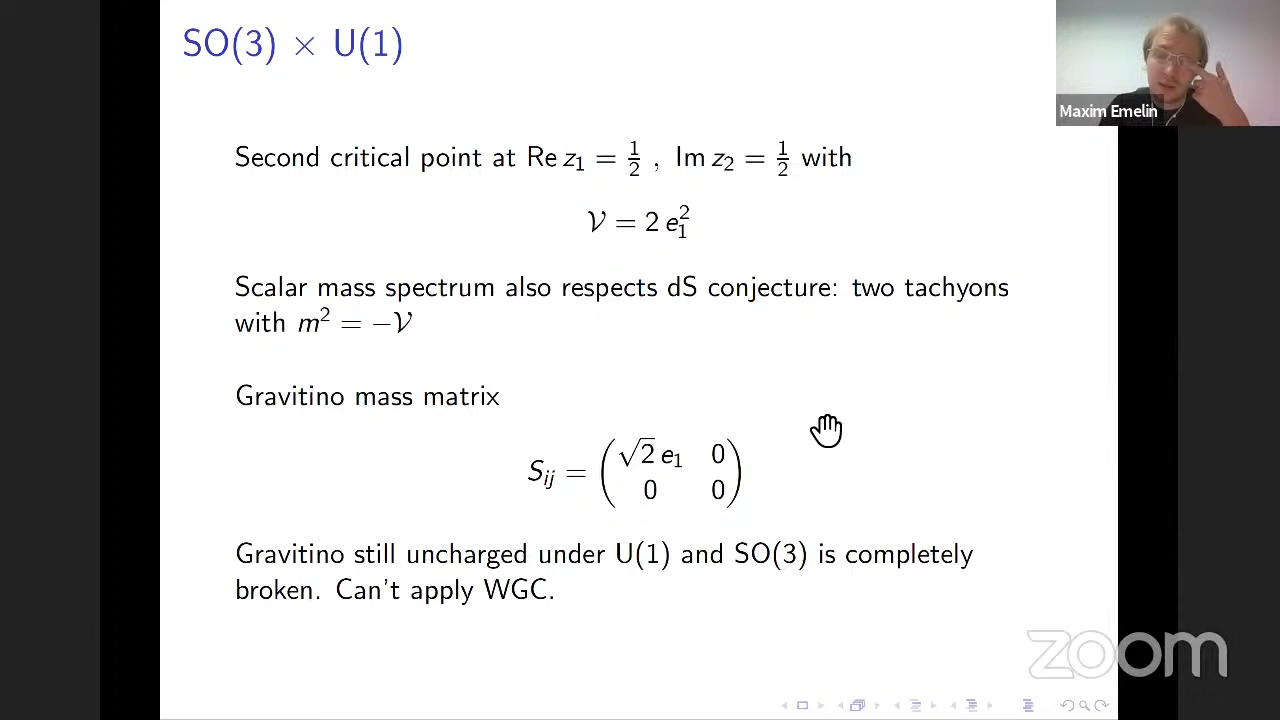 SO(3) × U(1)
Maxim Emelin
Second critical point at Re z₁ = 1/2 , Im z₂ = 1/2 with
𝒱 = 2 e₁²
Scalar mass spectrum also respects dS conjecture: two tachyons
with m² = −𝒱
Gravitino mass matrix
S_ij = (√2 e₁ 0
0 0)
Gravitino still uncharged under U(1) and SO(3) is completely
broken. Can't apply WGC.
zoom